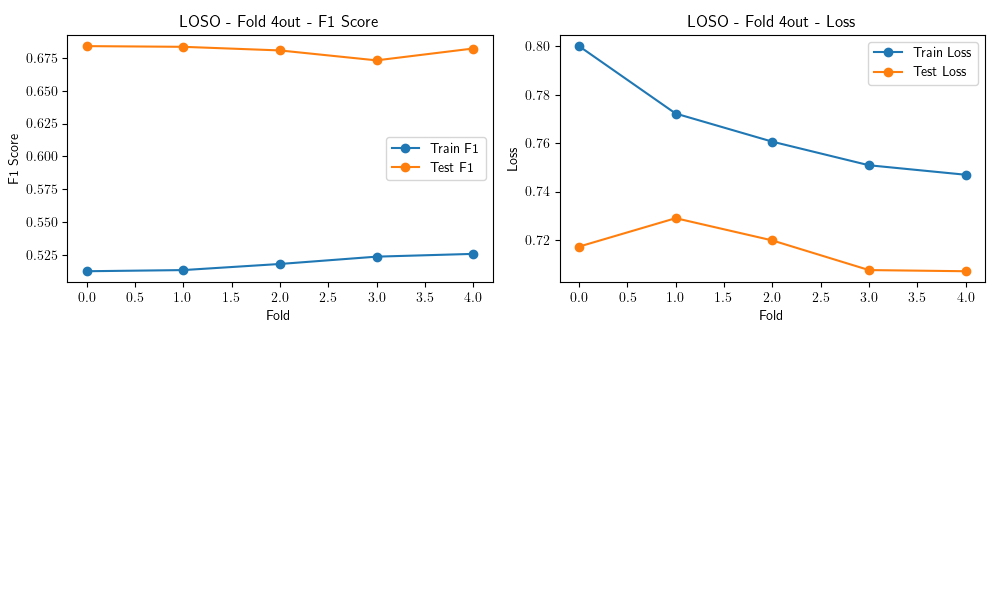 LOSO - Fold 4out - F1 Score
F1 Score
0.675
0.650
0.625
0.600
0.575
0.550
0.525
Train F1
Test F1
0.0 0.5 1.0 1.5 2.0 2.5 3.0 3.5 4.0
Fold
LOSO - Fold 4out - Loss
Loss
0.80
0.78
0.76
0.74
0.72
Train Loss
Test Loss
0.0 0.5 1.0 1.5 2.0 2.5 3.0 3.5 4.0
Fold